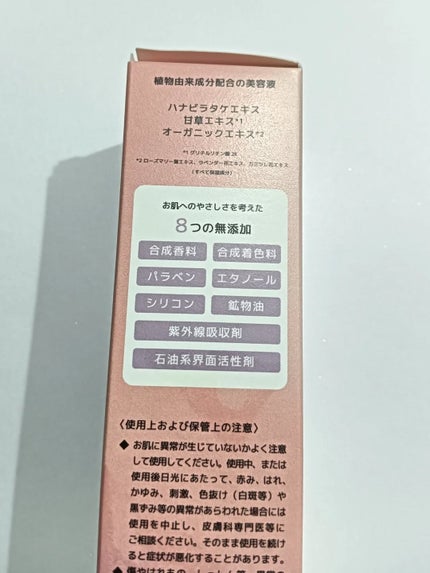 植物由来成分配合の美容液
ハナビラタケエキス
甘草エキス*1
オーガニックエキス*2
*1 グリチルリチン酸 2K
*2 ローズマリー葉エキス、ラベンダー花エキス、カミツレ花エキス
(すべて保湿成分)
お肌へのやさしさを考えた
8つの無添加
合成香料 合成着色料
パラベン エタノール
シリコン 鉱物油
紫外線吸収剤
石油系界面活性剤
〈使用上および保管上の注意〉
◆ お肌に異常が生じていないかよく注意
して使用してください。使用中、または
使用後日光にあたって、赤み、はれ、
かゆみ、刺激、色抜け(白斑等)や
黒ずみ等の異常があらわれた場合には
使用を中止し、皮膚科専門医等に
ご相談ください。そのまま使用を続け
ると症状が悪化することがあります。